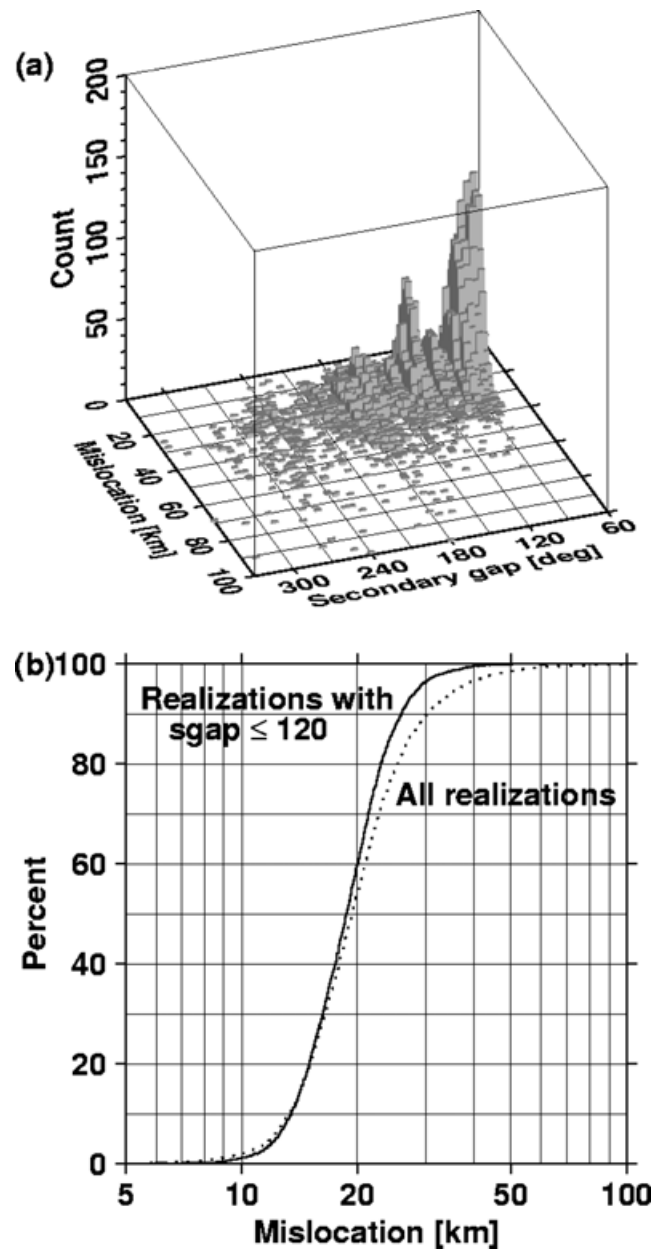 (a)
200
150
100
50
0
Count
20
40
60
80
100
Mislocation [km]
300
240
180
120
60
Secondary gap [deg]
(b)
100
80
60
40
20
0
Percent
Realizations with
sgap ≤ 120
All realizations
5
10
20
50
100
Mislocation [km]